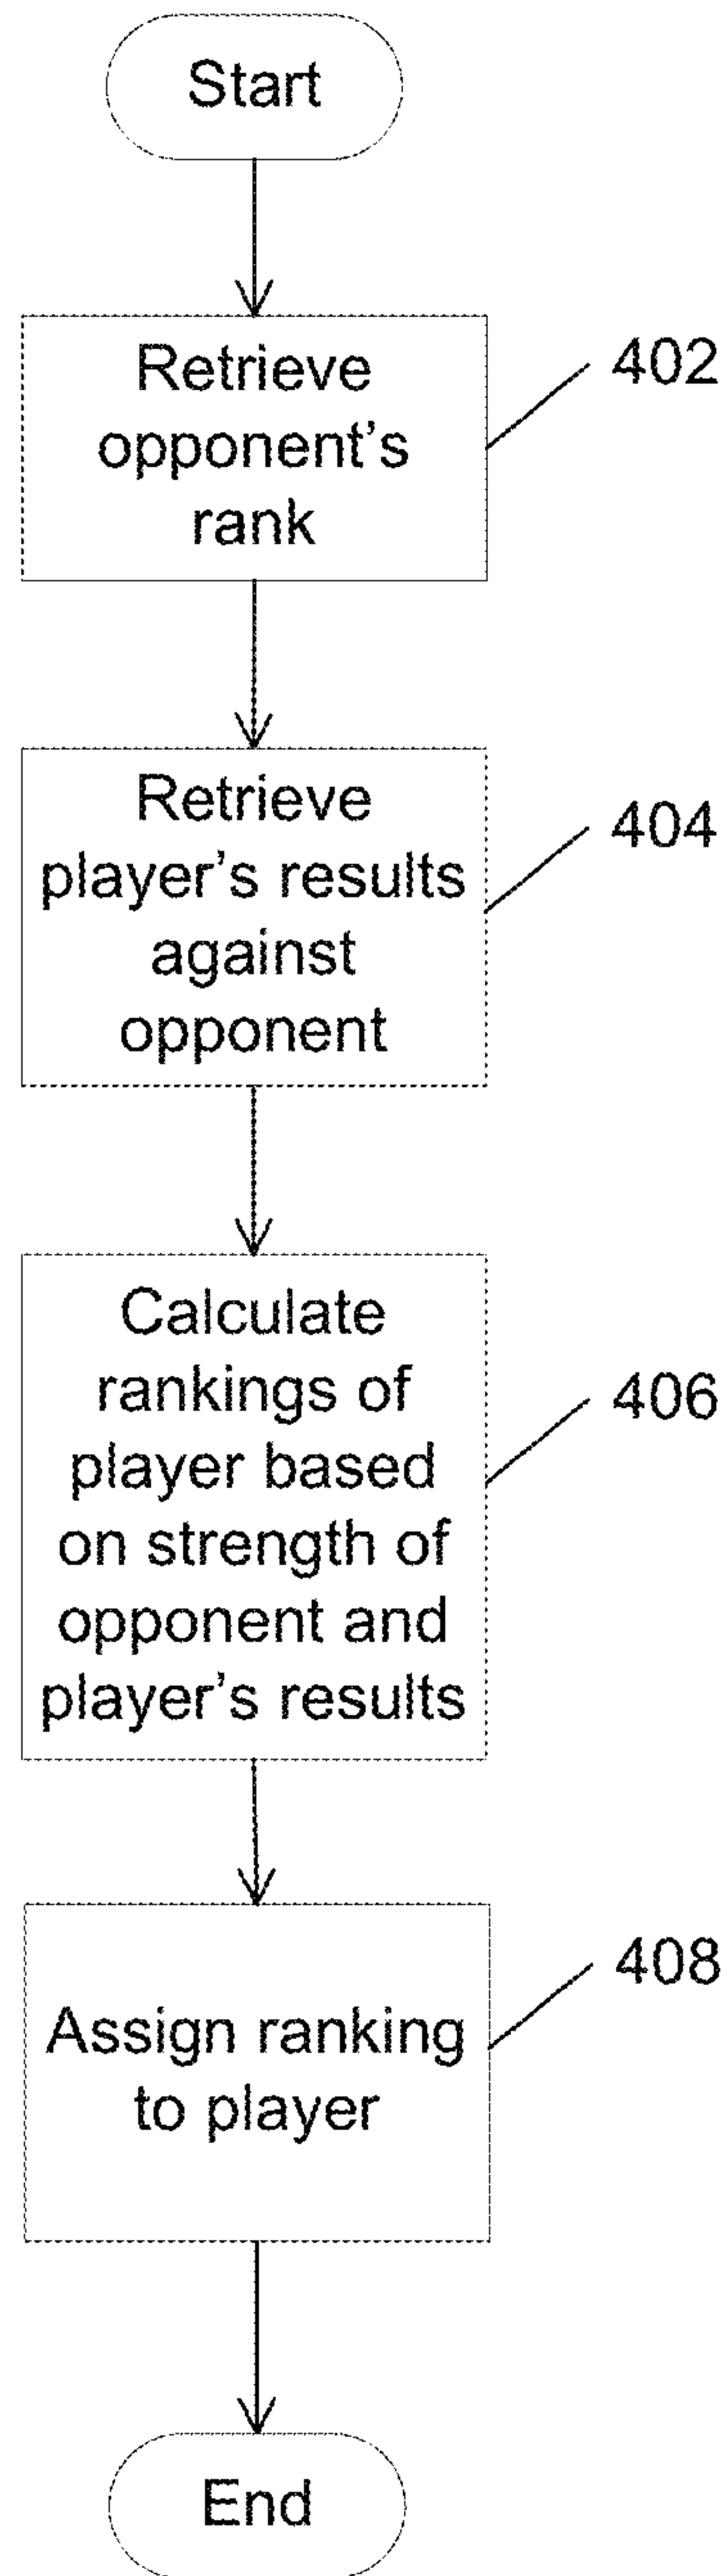 Start
Retrieve
opponent's
rank
402
Retrieve
player's results
against
opponent
404
Calculate
rankings of
player based
on strength of
opponent and
player's results
406
Assign ranking
to player
408
End